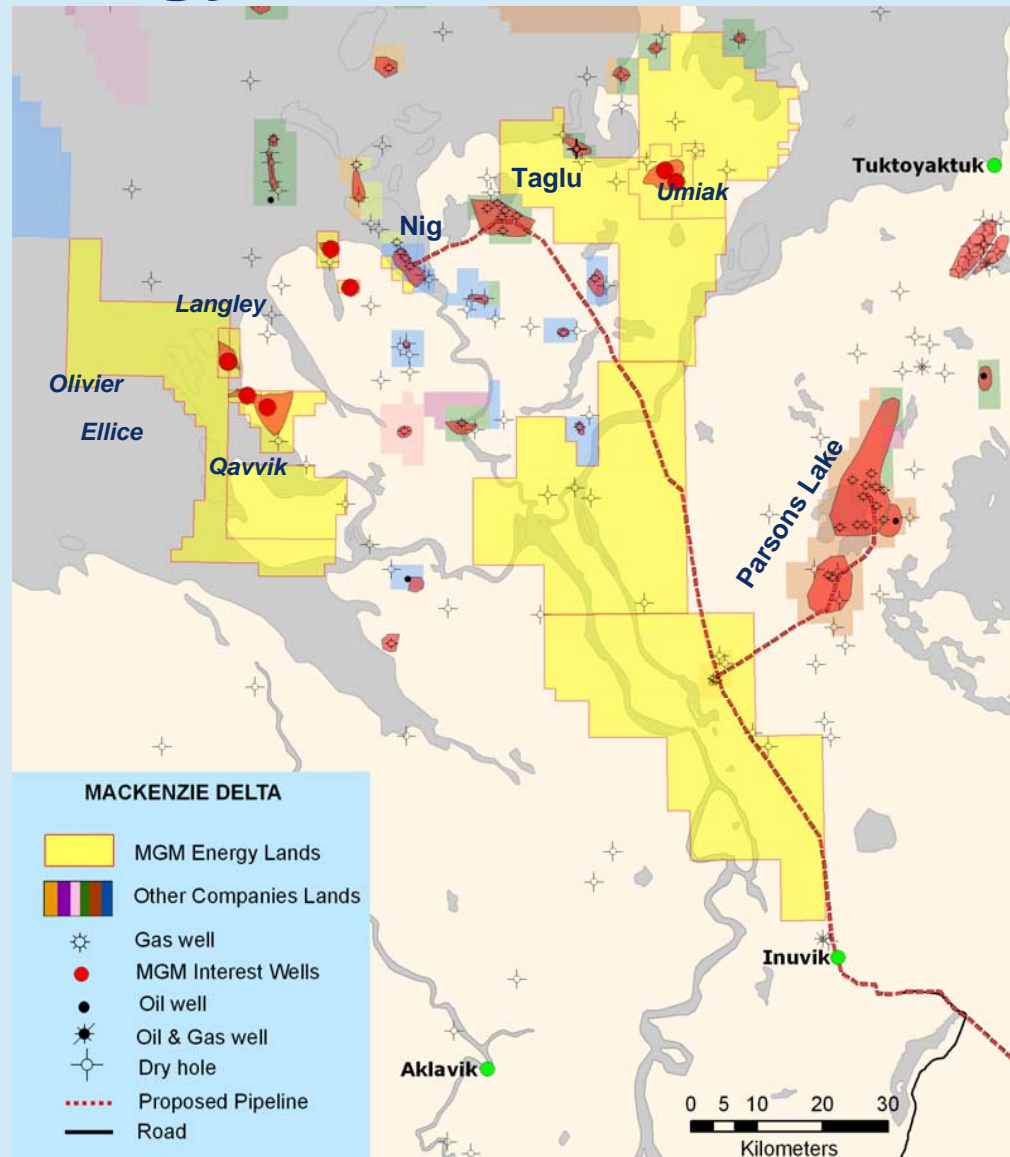 Tuktoyaktuk
Taglu
Umiak
Nig
Langley
Olivier
Ellice
Qavvik
Parsons Lake
MACKENZIE DELTA
MGM Energy Lands
Other Companies Lands
Gas well
MGM Interest Wells
Oil well
Oil & Gas well
Dry hole
Proposed Pipeline
Road
Inuvik
Aklavik
0 5 10 20 30
Kilometers